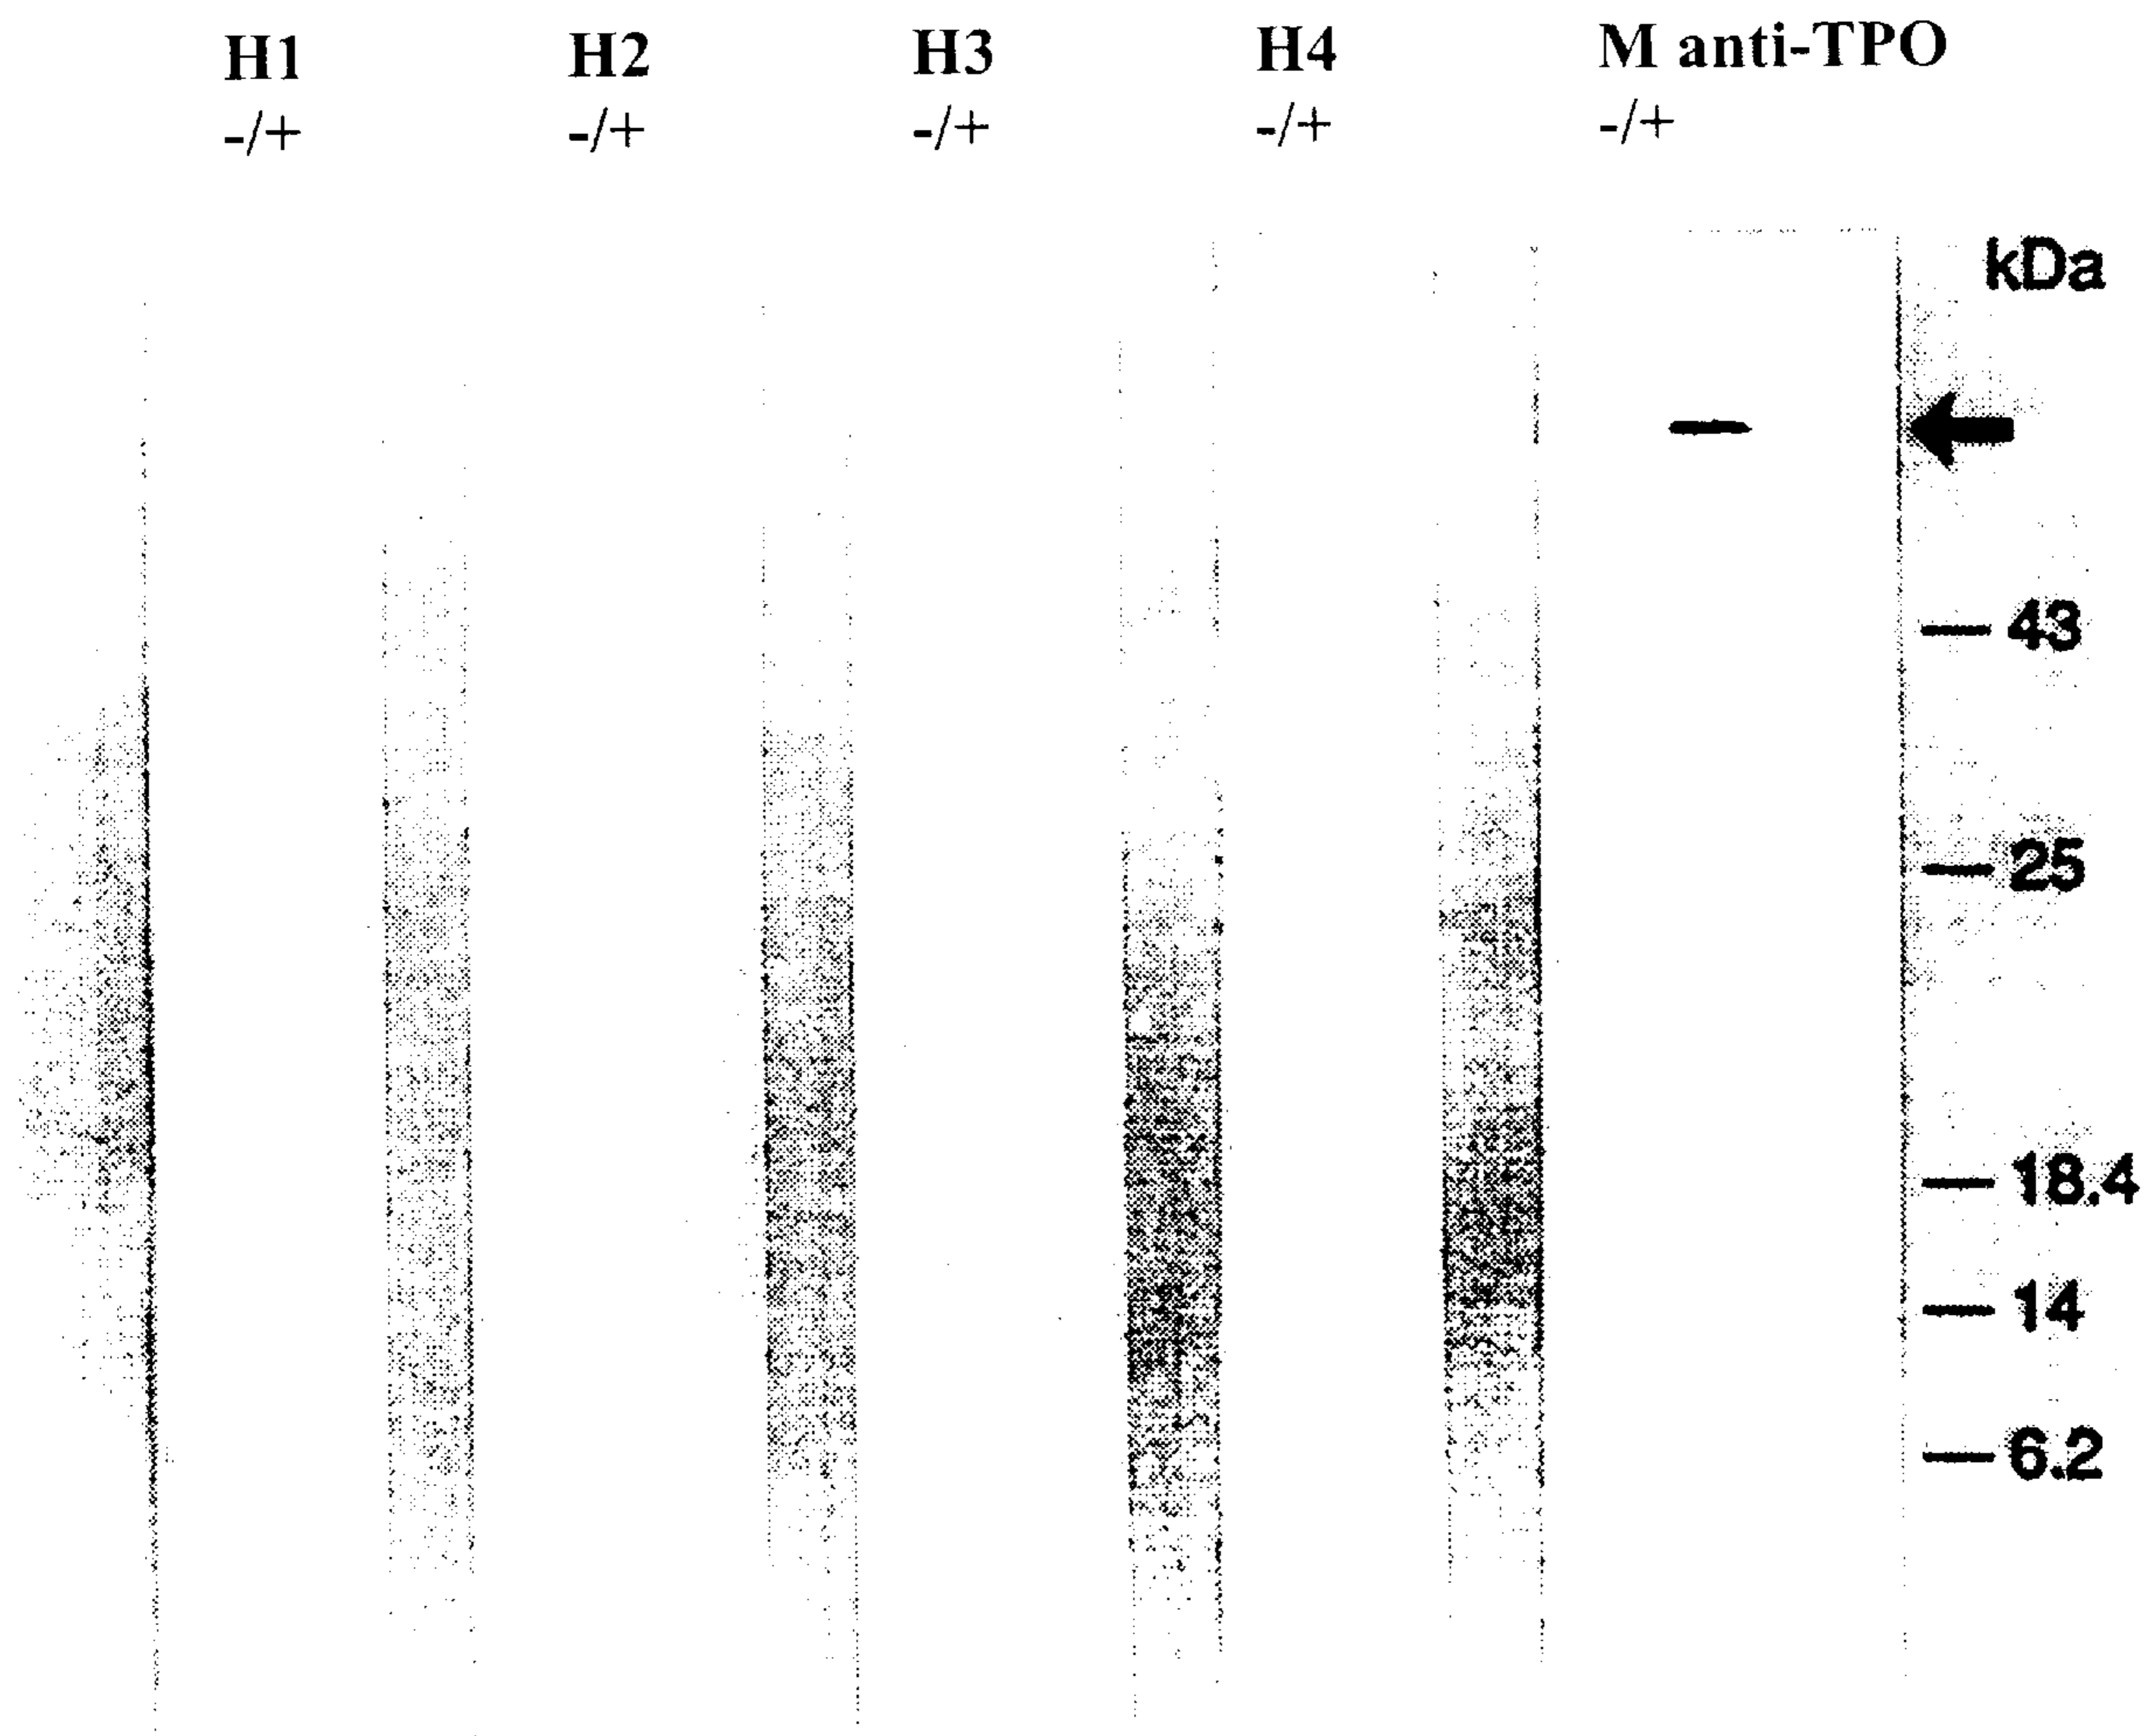 H1 H2 H3 H4 M anti-TPO
-/+ -/+ -/+ -/+ -/+
kDa
43
25
18.4
14
6.2